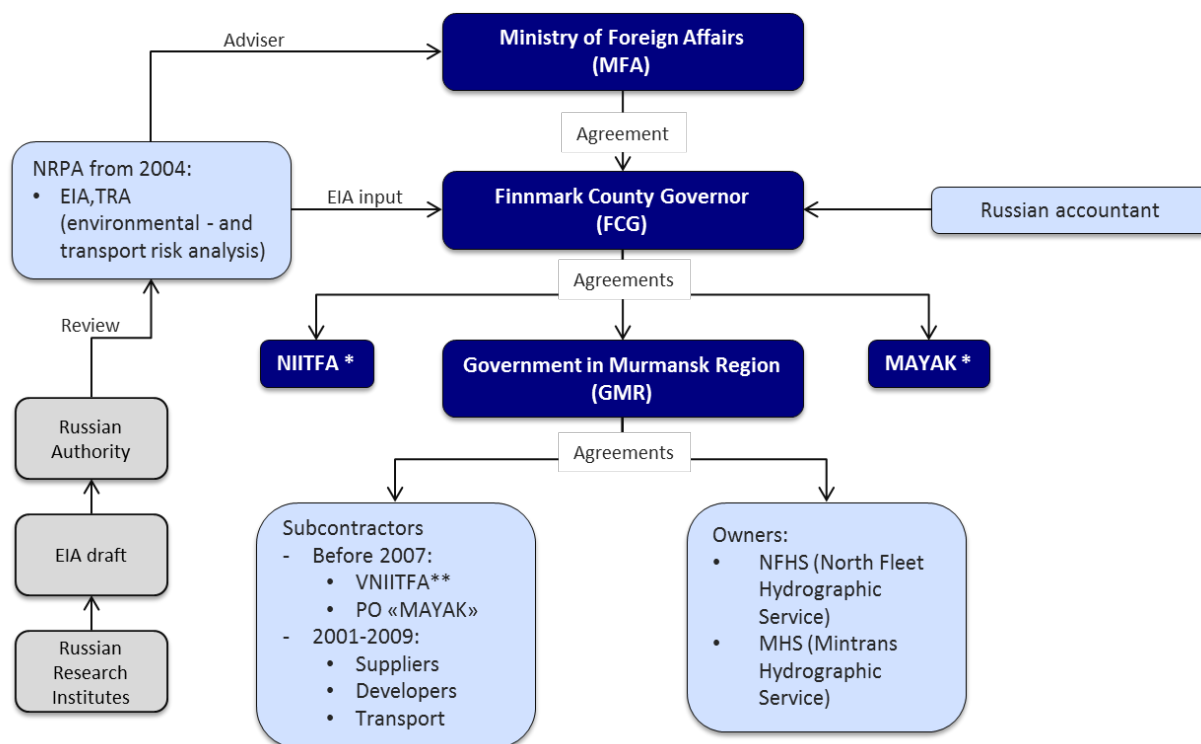 Ministry of Foreign Affairs
(MFA)
Adviser
Agreement
NRPA from 2004:
• EIA,TRA
(environmental - and
transport risk analysis)
EIA input
Finnmark County Governor
(FCG)
Russian accountant
Agreements
Review
NIITFA *
Government in Murmansk Region
(GMR)
MAYAK *
Russian
Authority
Agreements
EIA draft
Russian
Research
Institutes
Subcontractors
- Before 2007:
• VNIITFA**
• PO «MAYAK»
- 2001-2009:
• Suppliers
• Developers
• Transport
Owners:
• NFHS (North Fleet
Hydrographic
Service)
• MHS (Mintrans
Hydrographic
Service)